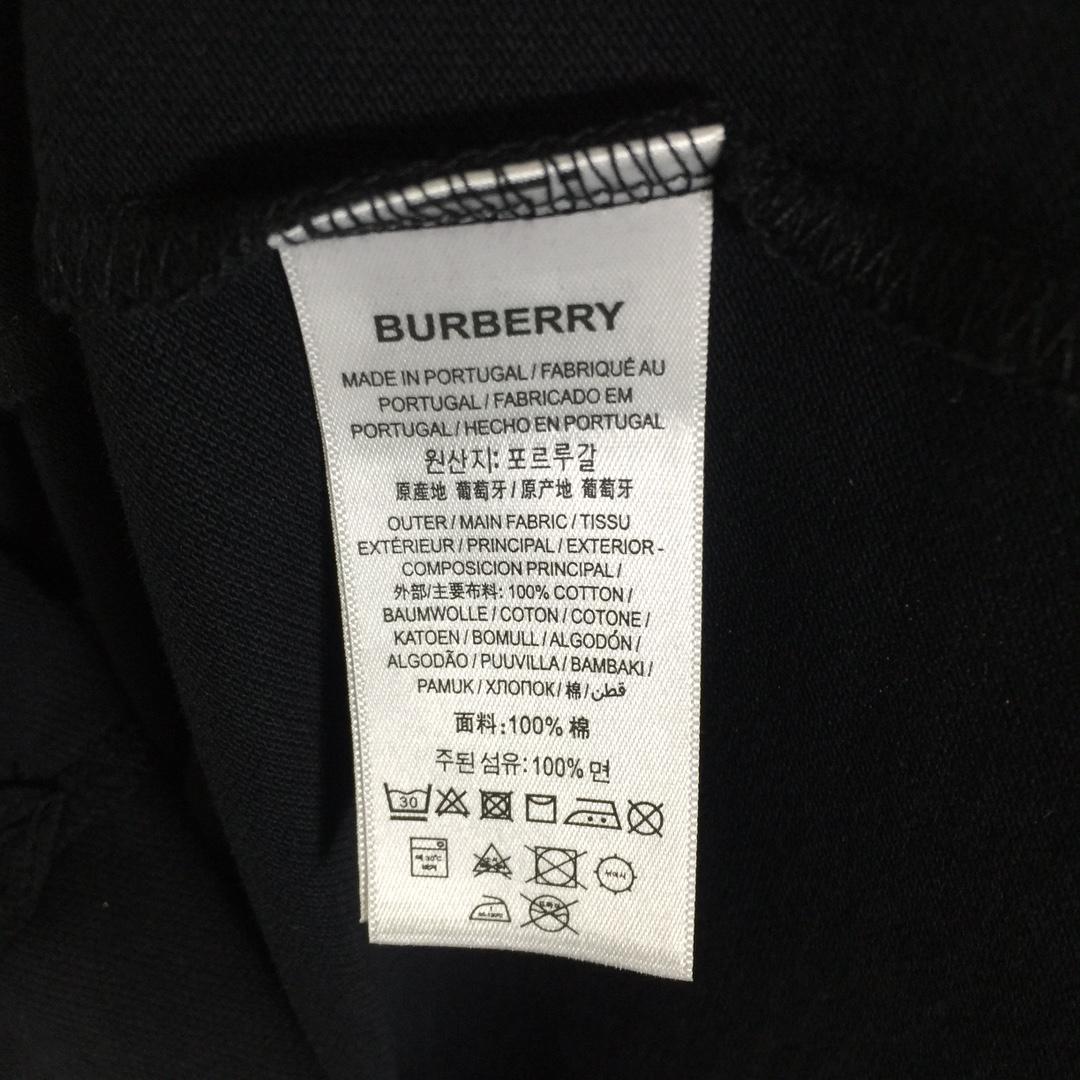 BURBERRY
MADE IN PORTUGAL / FABRIQUÉ AU
PORTUGAL / FABRICADO EM
PORTUGAL / HECHO EN PORTUGAL
원산지: 포르루갈
原産地 葡萄牙 / 原产地 葡萄牙
OUTER / MAIN FABRIC / TISSU
EXTÉRIEUR / PRINCIPAL / EXTERIOR -
COMPOSICION PRINCIPAL /
外部/主要布料: 100% COTTON /
BAUMWOLLE / COTON / COTONE /
KATOEN / BOMULL / ALGODÓN /
ALGODÃO / PUUVILLA / BAMBAKI /
PAMUK / ХЛОПОК / 棉 / قطن
面料:100% 棉
주된 섬유: 100% 면
30